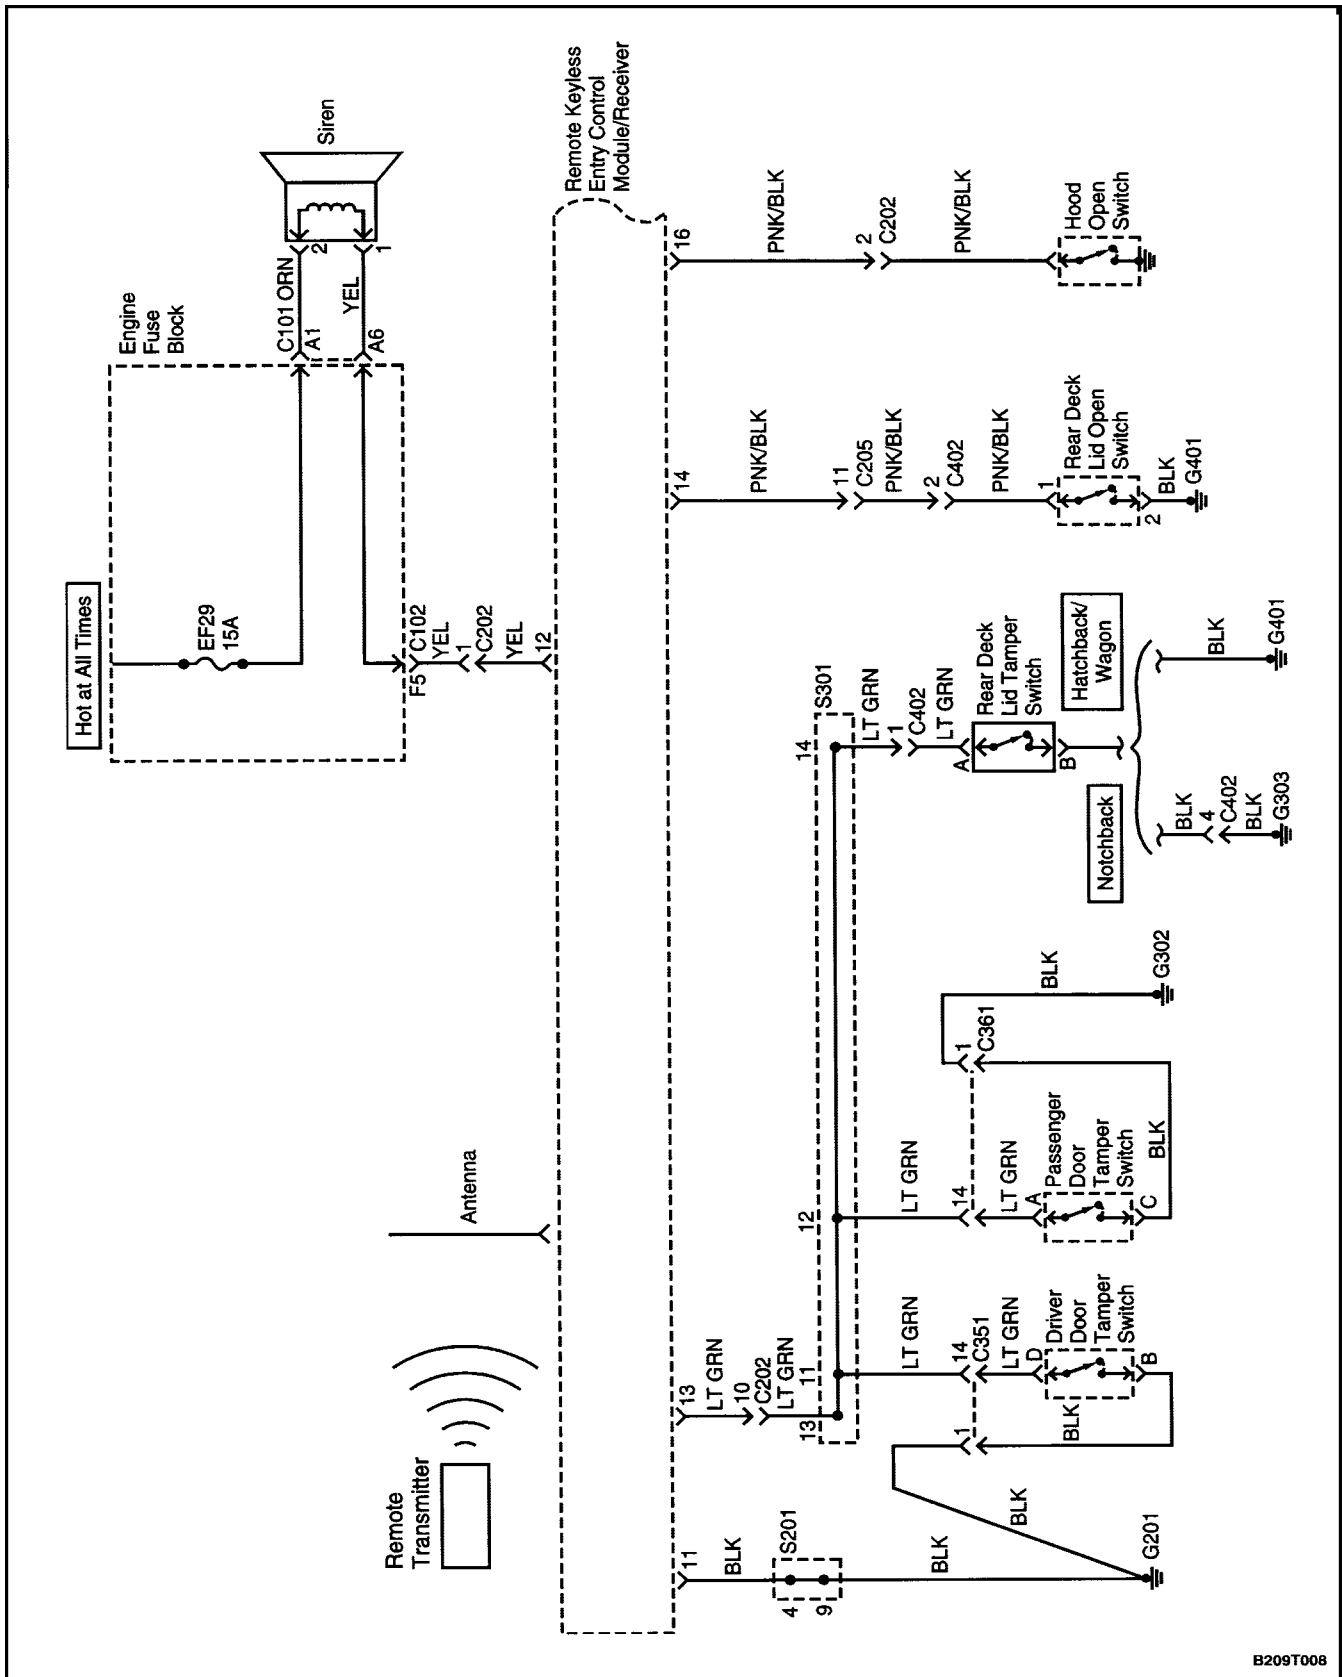 Hot at All Times
EF29
15A
Engine
Fuse
Block
C101 ORN
A1
YEL
A6
2
1
Siren
F5
C102
YEL
1
C202
YEL
12
Remote Keyless
Entry Control
Module/Receiver
Antenna
Remote
Transmitter
11
BLK
S201
4
9
BLK
G201
13
LT GRN
10
C202
LT GRN
13
11
12
14
S301
LT GRN
14
C351
LT GRN
D
Driver
Door
Tamper
Switch
B
1
BLK
BLK
LT GRN
14
LT GRN
A
Passenger
Door
Tamper
Switch
C
BLK
1
C361
BLK
G302
LT GRN
1
C402
LT GRN
A
Rear Deck
Lid Tamper
Switch
B
Notchback
BLK
4
C402
BLK
G303
Hatchback/
Wagon
BLK
G401
14
PNK/BLK
11
C205
PNK/BLK
2
C402
PNK/BLK
1
Rear Deck
Lid Open
Switch
2
BLK
G401
16
PNK/BLK
2
C202
PNK/BLK
Hood
Open
Switch
B209T008